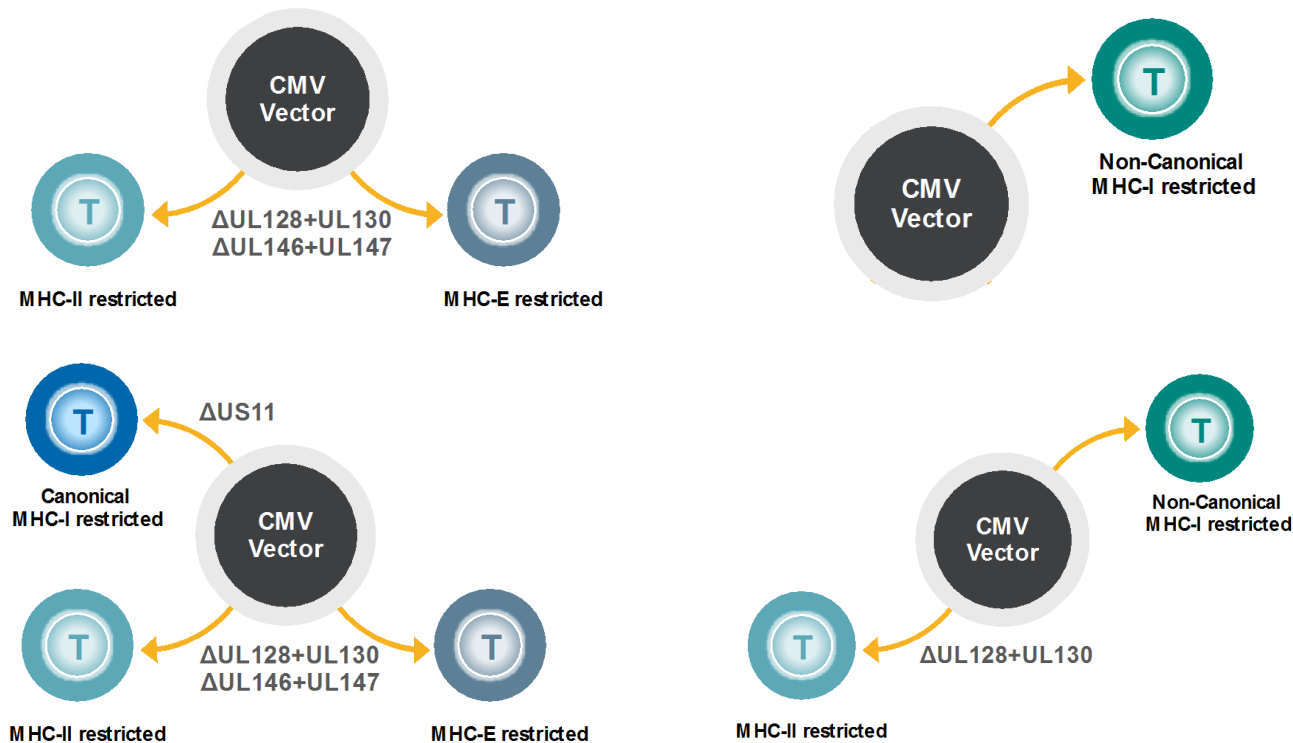 CMV
Vector
T
T
ΔUL128+UL130
ΔUL146+UL147
MHC-II restricted
MHC-E restricted
T
Non-Canonical
MHC-I restricted
CMV
Vector
T
ΔUS11
Canonical
MHC-I restricted
CMV
Vector
T
T
ΔUL128+UL130
ΔUL146+UL147
MHC-II restricted
MHC-E restricted
T
Non-Canonical
MHC-I restricted
CMV
Vector
T
ΔUL128+UL130
MHC-II restricted